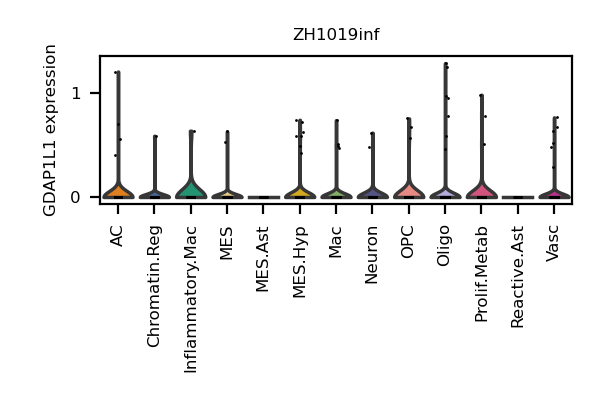 ZH1019inf
GDAP1L1 expression
1
0
AC
Chromatin.Reg
Inflammatory.Mac
MES
MES.Ast
MES.Hyp
Mac
Neuron
OPC
Oligo
Prolif.Metab
Reactive.Ast
Vasc